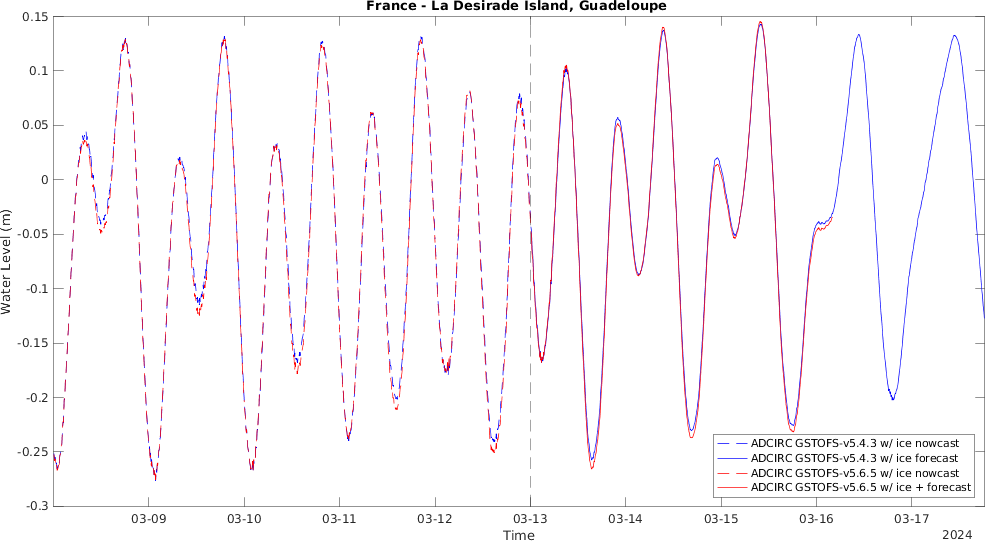 France - La Desirade Island, Guadeloupe
0.15
0.1
0.05
0
-0.05
-0.1
-0.15
-0.2
-0.25
-0.3
Water Level (m)
ADCIRC GSTOFS-v5.4.3 w/ ice nowcast
ADCIRC GSTOFS-v5.4.3 w/ ice forecast
ADCIRC GSTOFS-v5.6.5 w/ ice nowcast
ADCIRC GSTOFS-v5.6.5 w/ ice + forecast
03-09 03-10 03-11 03-12 03-13 03-14 03-15 03-16 03-17
Time
2024